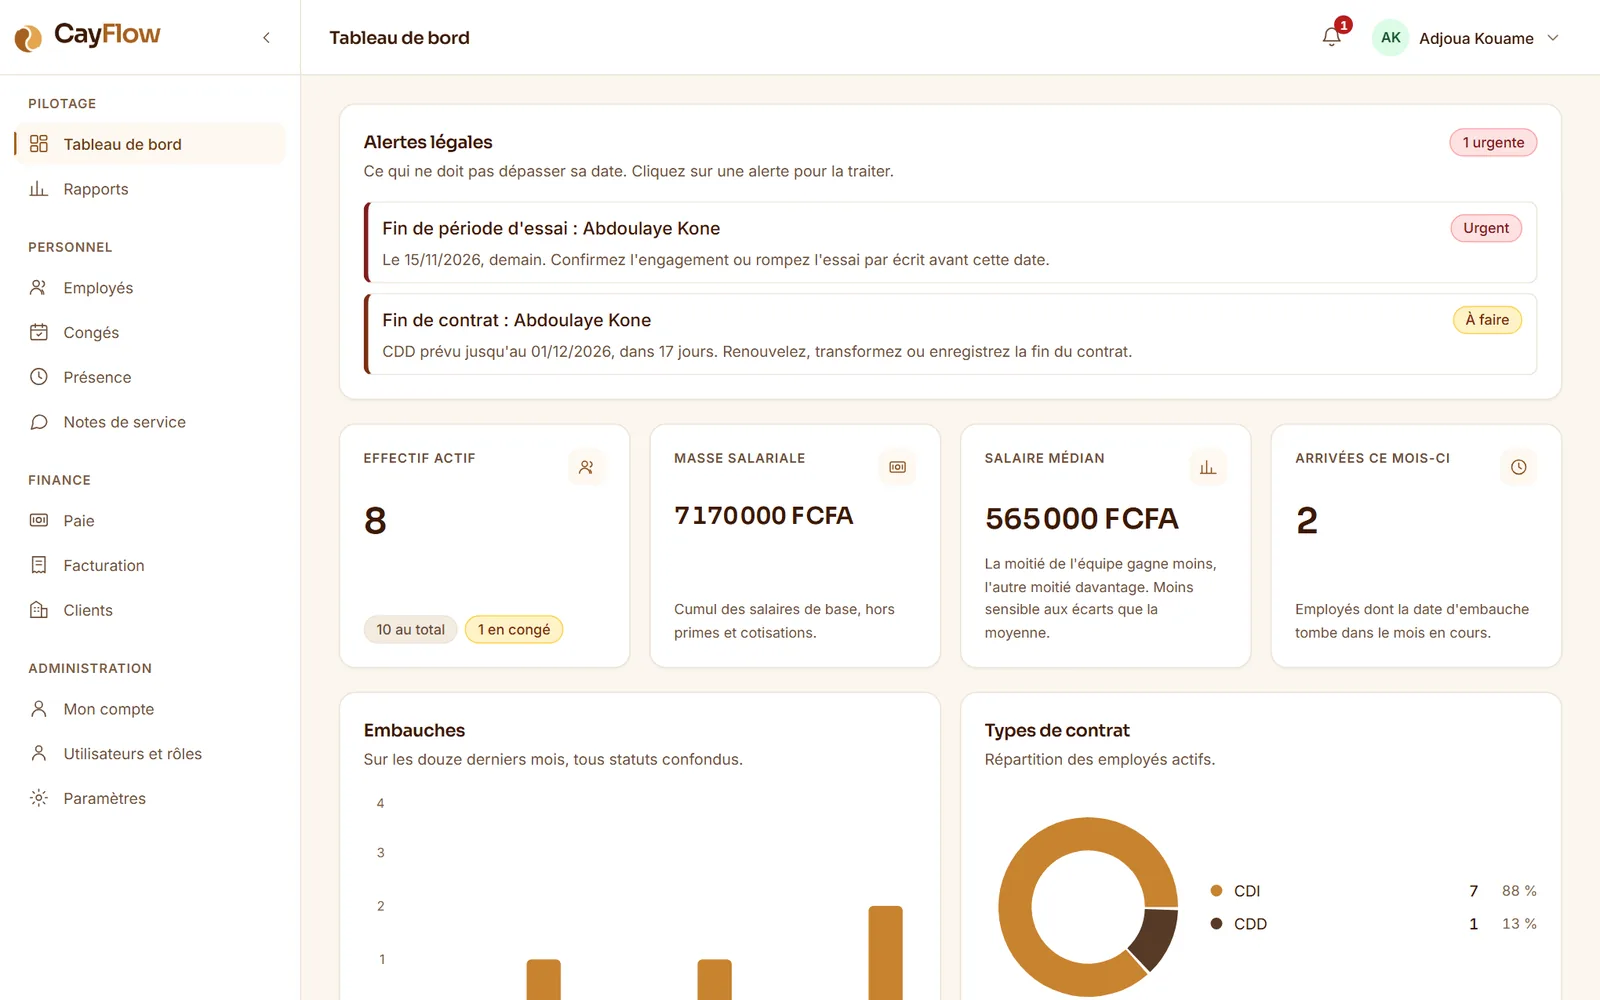 CayFlow
Tableau de bord
1
AK
Adjoua Kouame
PILOTAGE
Tableau de bord
Rapports
PERSONNEL
Employés
Congés
Présence
Notes de service
FINANCE
Paie
Facturation
Clients
ADMINISTRATION
Mon compte
Utilisateurs et rôles
Paramètres
Alertes légales
1 urgente
Ce qui ne doit pas dépasser sa date. Cliquez sur une alerte pour la traiter.
Fin de période d'essai : Abdoulaye Kone
Urgent
Le 15/11/2026, demain. Confirmez l'engagement ou rompez l'essai par écrit avant cette date.
Fin de contrat : Abdoulaye Kone
À faire
CDD prévu jusqu'au 01/12/2026, dans 17 jours. Renouvelez, transformez ou enregistrez la fin du contrat.
EFFECTIF ACTIF
8
10 au total
1 en congé
MASSE SALARIALE
7 170 000 FCFA
Cumul des salaires de base, hors
primes et cotisations.
SALAIRE MÉDIAN
565 000 FCFA
La moitié de l'équipe gagne moins,
l'autre moitié davantage. Moins
sensible aux écarts que la
moyenne.
ARRIVÉES CE MOIS-CI
2
Employés dont la date d'embauche
tombe dans le mois en cours.
Embauches
Sur les douze derniers mois, tous statuts confondus.
4
3
2
1
Types de contrat
Répartition des employés actifs.
CDI 7 88 %
CDD 1 13 %